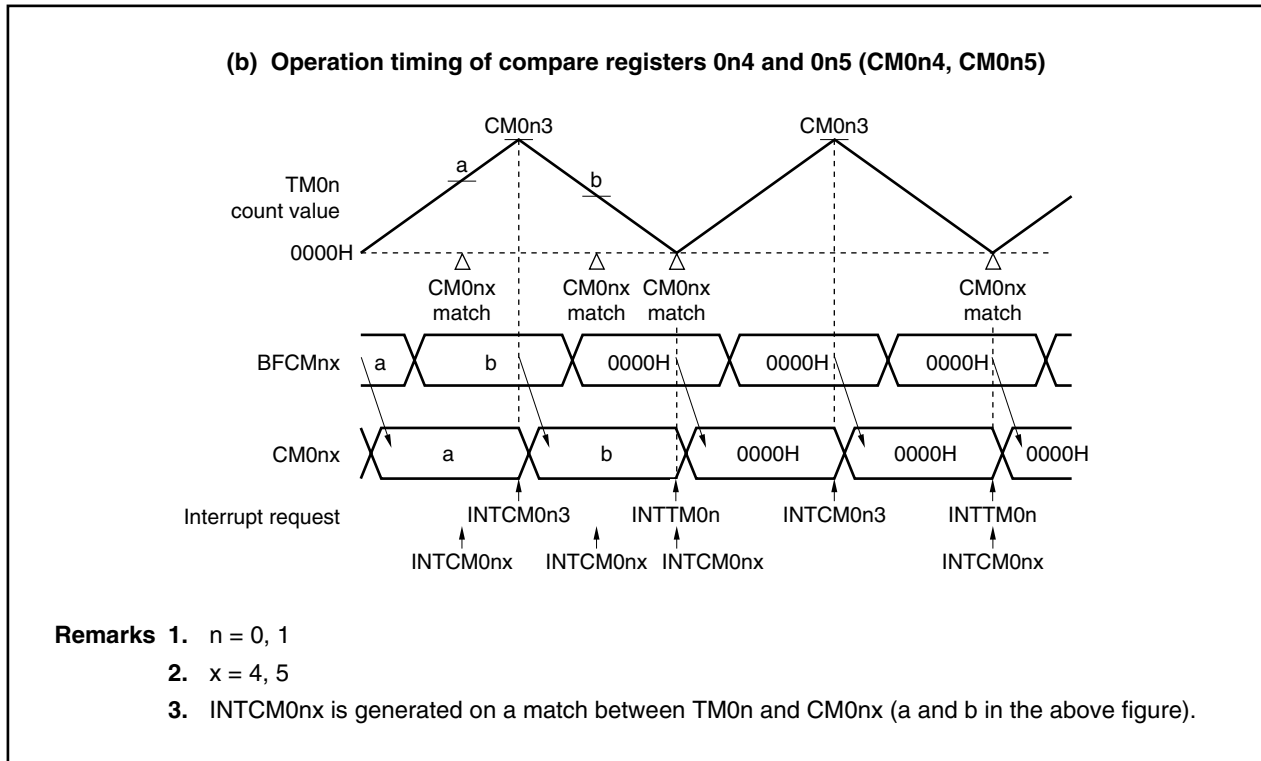 (b) Operation timing of compare registers 0n4 and 0n5 (CM0n4, CM0n5)
CM0n3 CM0n3
a
b
TM0n
count value
0000H
CM0nx CM0nx CM0nx CM0nx
match match match match
BFCMnx a b 0000H 0000H 0000H
CM0nx a b 0000H 0000H 0000H
Interrupt request INTCM0n3 INTTM0n INTCM0n3 INTTM0n
INTCM0nx INTCM0nx INTCM0nx INTCM0nx
Remarks 1. n = 0, 1
2. x = 4, 5
3. INTCM0nx is generated on a match between TM0n and CM0nx (a and b in the above figure).